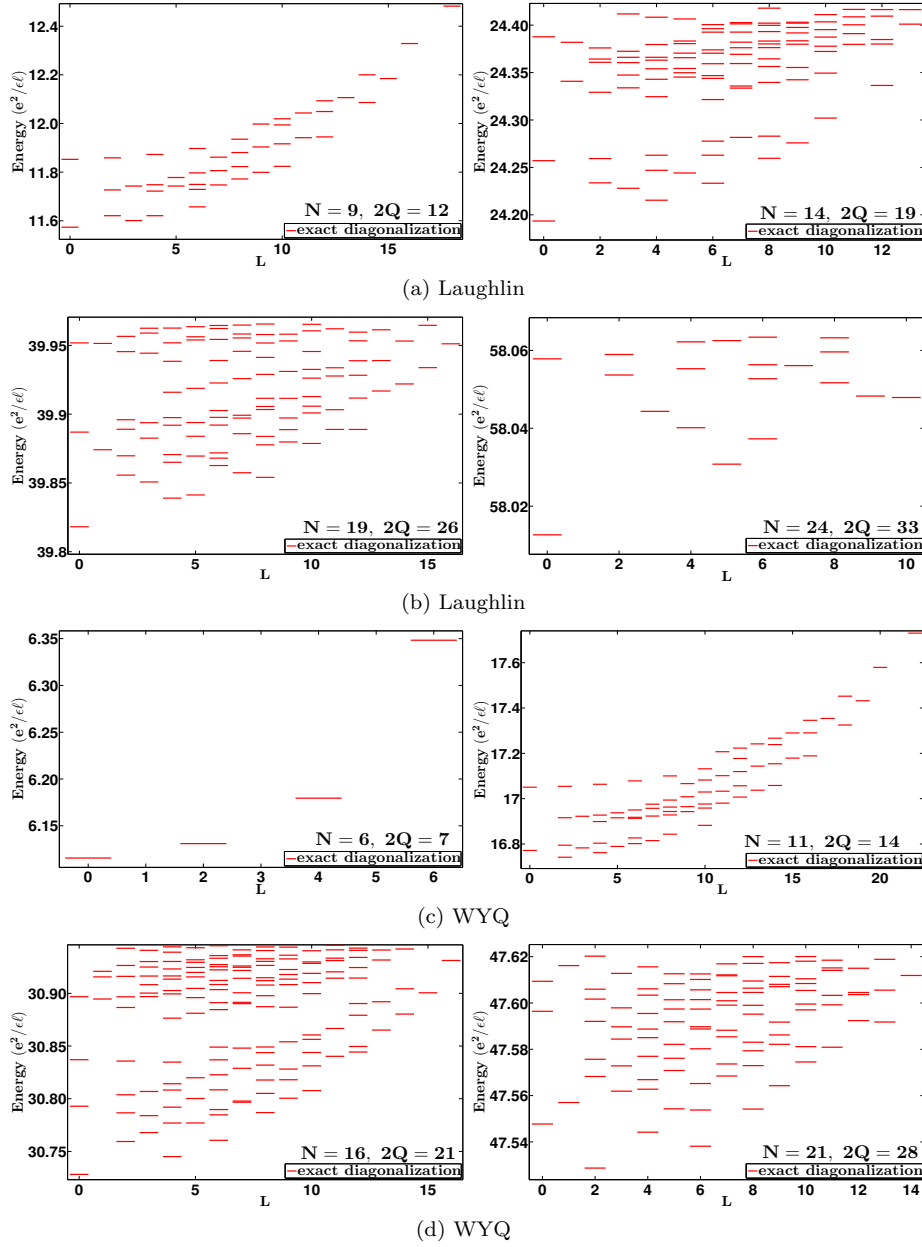 12.4
12.2
12.0
11.8
11.6
Energy (e²/ϵℓ)
N = 9, 2Q = 12
exact diagonalization
0 5 10 15
L
24.40
24.35
24.30
24.25
24.20
Energy (e²/ϵℓ)
N = 14, 2Q = 19
exact diagonalization
0 2 4 6 8 10 12
L
(a) Laughlin
39.95
39.9
39.85
39.8
Energy (e²/ϵℓ)
N = 19, 2Q = 26
exact diagonalization
0 5 10 15
L
58.06
58.04
58.02
Energy (e²/ϵℓ)
N = 24, 2Q = 33
exact diagonalization
0 2 4 6 8 10
L
(b) Laughlin
6.35
6.30
6.25
6.20
6.15
Energy (e²/ϵℓ)
N = 6, 2Q = 7
exact diagonalization
0 1 2 3 4 5 6
L
17.6
17.4
17.2
17
16.8
Energy (e²/ϵℓ)
N = 11, 2Q = 14
exact diagonalization
0 5 10 15 20
L
(c) WYQ
30.90
30.85
30.80
30.75
Energy (e²/ϵℓ)
N = 16, 2Q = 21
exact diagonalization
0 5 10 15
L
47.62
47.60
47.58
47.56
47.54
Energy (e²/ϵℓ)
N = 21, 2Q = 28
exact diagonalization
0 2 4 6 8 10 12 14
L
(d) WYQ